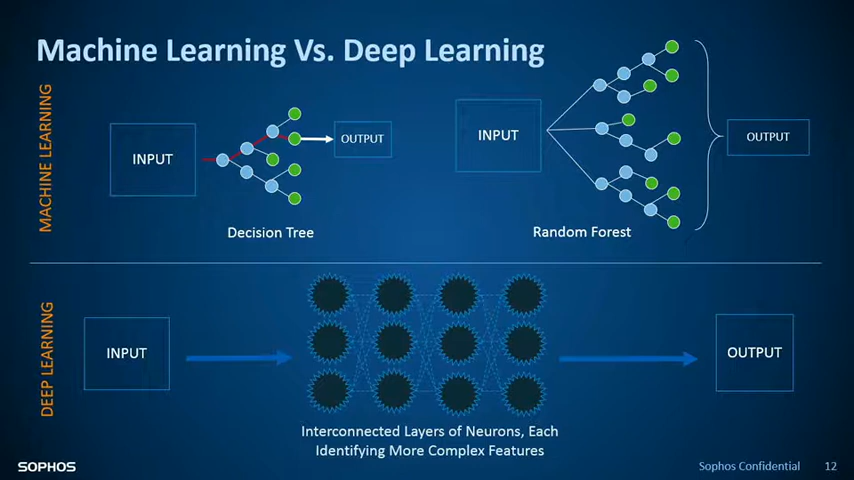 Machine Learning Vs. Deep Learning
MACHINE LEARNING
INPUT
OUTPUT
Decision Tree
INPUT
OUTPUT
Random Forest
DEEP LEARNING
INPUT
OUTPUT
Interconnected Layers of Neurons, Each
Identifying More Complex Features
SOPHOS
Sophos Confidential
12